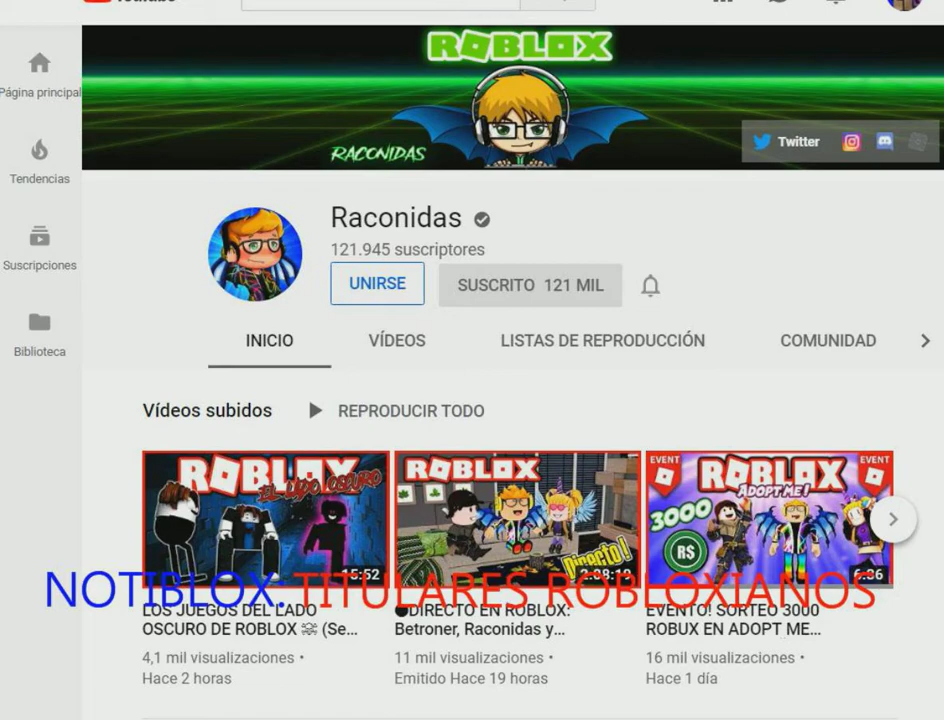 ROBLOX
RACONIDAS
Twitter
Página principal
Tendencias
Suscripciones
Biblioteca
Raconidas
121.945 suscriptores
UNIRSE
SUSCRITO 121 MIL
INICIO
VÍDEOS
LISTAS DE REPRODUCCIÓN
COMUNIDAD
Vídeos subidos
REPRODUCIR TODO
ROBLOX
EL LADO OSCURO
15:52
ROBLOX
Directo!
EVENT
ROBLOX
EVENT
ADOPT ME!
3000
R$
6:06
NOTIBLOX: TITULARES ROBLOXIANOS
LOS JUEGOS DEL LADO
OSCURO DE ROBLOX (Se...
4,1 mil visualizaciones •
Hace 2 horas
DIRECTO EN ROBLOX:
Betroner, Raconidas y...
11 mil visualizaciones •
Emitido Hace 19 horas
EVENTO! SORTEO 3000
ROBUX EN ADOPT ME...
16 mil visualizaciones •
Hace 1 día